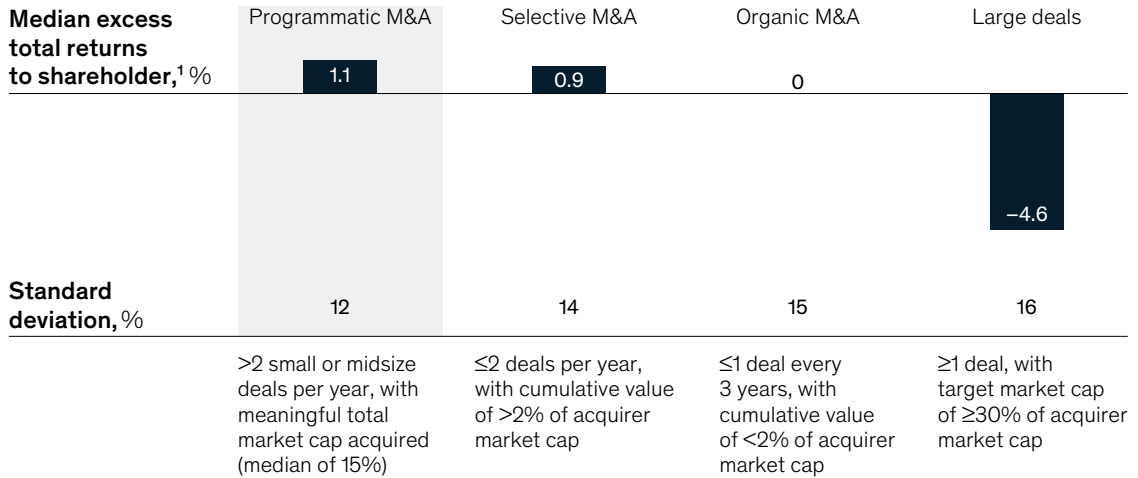 Median excess
total returns
to shareholder,¹ %
Programmatic M&A
Selective M&A
Organic M&A
Large deals
1.1
0.9
0
–4.6
Standard
deviation, %
12
14
15
16
>2 small or midsize
deals per year, with
meaningful total
market cap acquired
(median of 15%)
≤2 deals per year,
with cumulative value
of >2% of acquirer
market cap
≤1 deal every
3 years, with
cumulative value
of <2% of acquirer
market cap
≥1 deal, with
target market cap
of ≥30% of acquirer
market cap